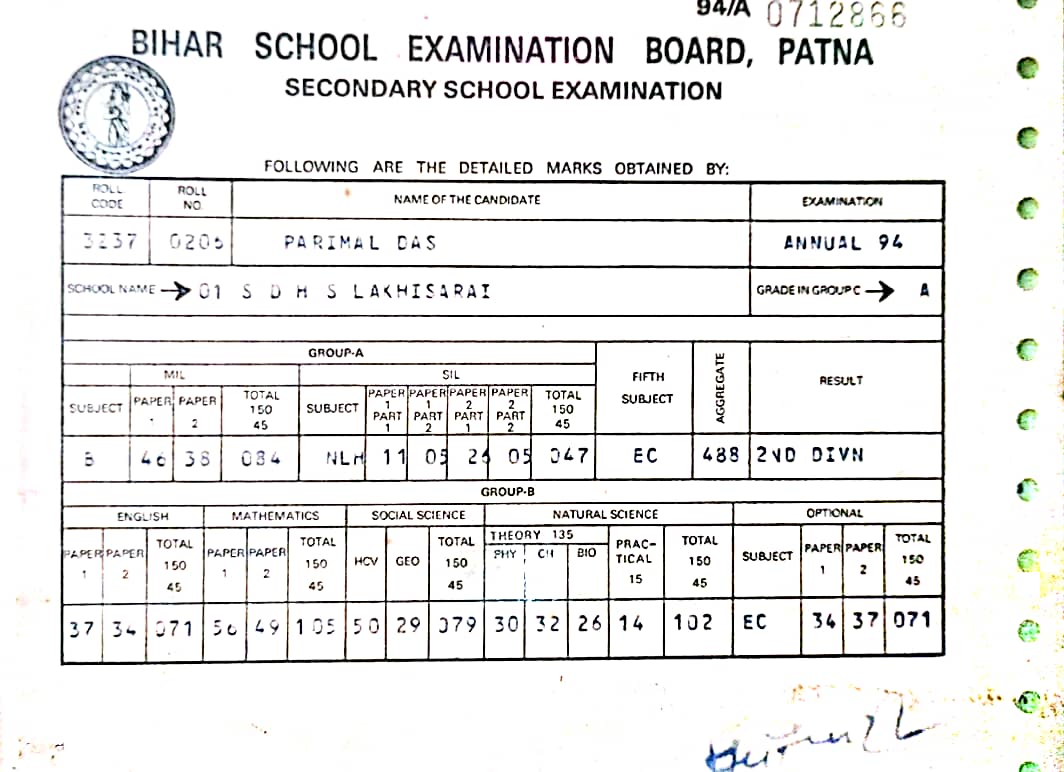 94/A 0712866
BIHAR SCHOOL EXAMINATION BOARD, PATNA
SECONDARY SCHOOL EXAMINATION
FOLLOWING ARE THE DETAILED MARKS OBTAINED BY:
ROLL CODE ROLL NO. NAME OF THE CANDIDATE EXAMINATION
3237 0205 PARIMAL DAS ANNUAL 94
SCHOOL NAME → 01 S D H S LAKHISARAI GRADE IN GROUP C → A
GROUP-A
MIL SIL FIFTH SUBJECT AGGREGATE RESULT
SUBJECT PAPER 1 PAPER 2 TOTAL 150 45 SUBJECT PAPER 1 PART 1 PAPER 1 PART 2 PAPER 2 PART 1 PAPER 2 PART 2 TOTAL 150 45
B 46 38 084 NLH 11 05 26 05 047 EC 488 2ND DIVN
GROUP-B
ENGLISH MATHEMATICS SOCIAL SCIENCE NATURAL SCIENCE OPTIONAL
PAPER 1 PAPER 2 TOTAL 150 45 PAPER 1 PAPER 2 TOTAL 150 45 HCV GEO TOTAL 150 45 THEORY 135 PHY CH BIO PRAC-TICAL 15 TOTAL 150 45 SUBJECT PAPER 1 PAPER 2 TOTAL 150 45
37 34 071 56 49 105 50 29 079 30 32 26 14 102 EC 34 37 071